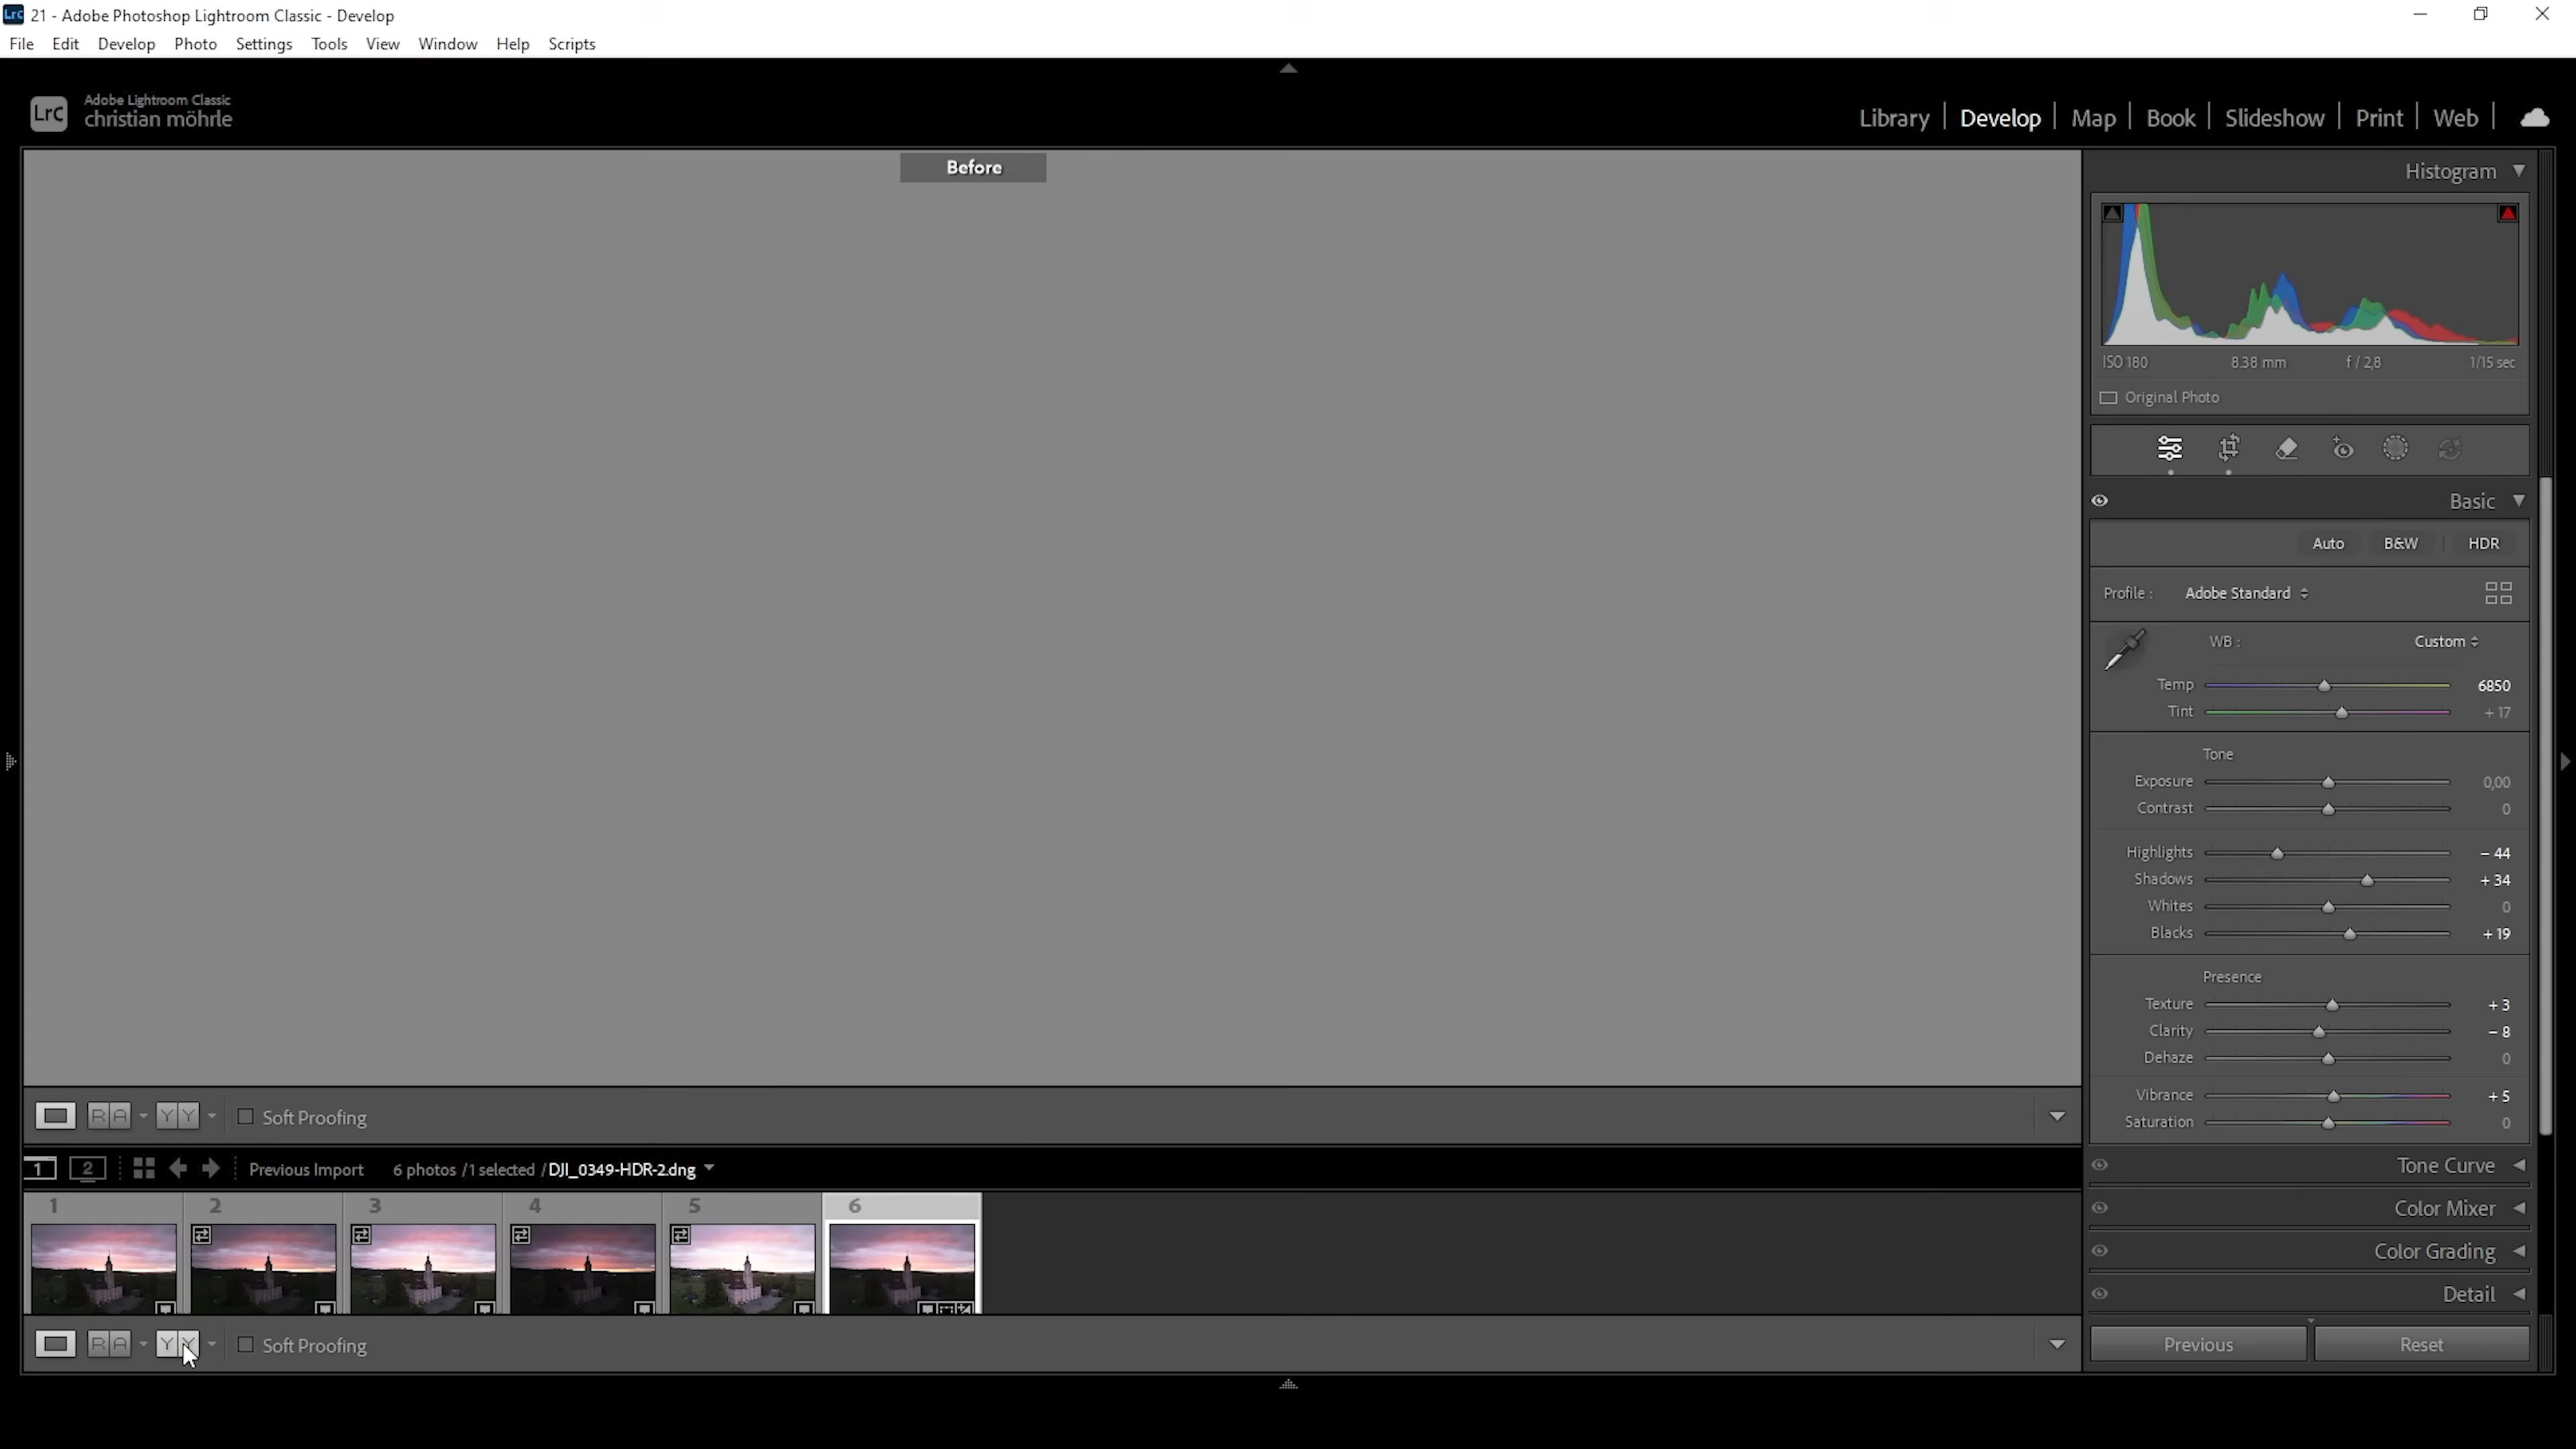 Lrc 21 - Adobe Photoshop Lightroom Classic - Develop
File Edit Develop Photo Settings Tools View Window Help Scripts
Lrc Adobe Lightroom Classic
christian möhrle
Library | Develop | Map | Book | Slideshow | Print | Web |
Before
Histogram
ISO 180 8.38 mm f / 2,8 1/15 sec
Original Photo
Basic
Auto B&W HDR
Profile : Adobe Standard
WB : Custom
Temp 6850
Tint + 17
Tone
Exposure 0,00
Contrast 0
Highlights - 44
Shadows + 34
Whites 0
Blacks + 19
Presence
Texture + 3
Clarity - 8
Dehaze 0
Vibrance + 5
Saturation 0
Tone Curve
Color Mixer
Color Grading
Detail
Previous Reset
R A Y Y Soft Proofing
1 2 Previous Import 6 photos /1 selected /DJI_0349-HDR-2.dng
1 2 3 4 5 6
R A Y Y Soft Proofing